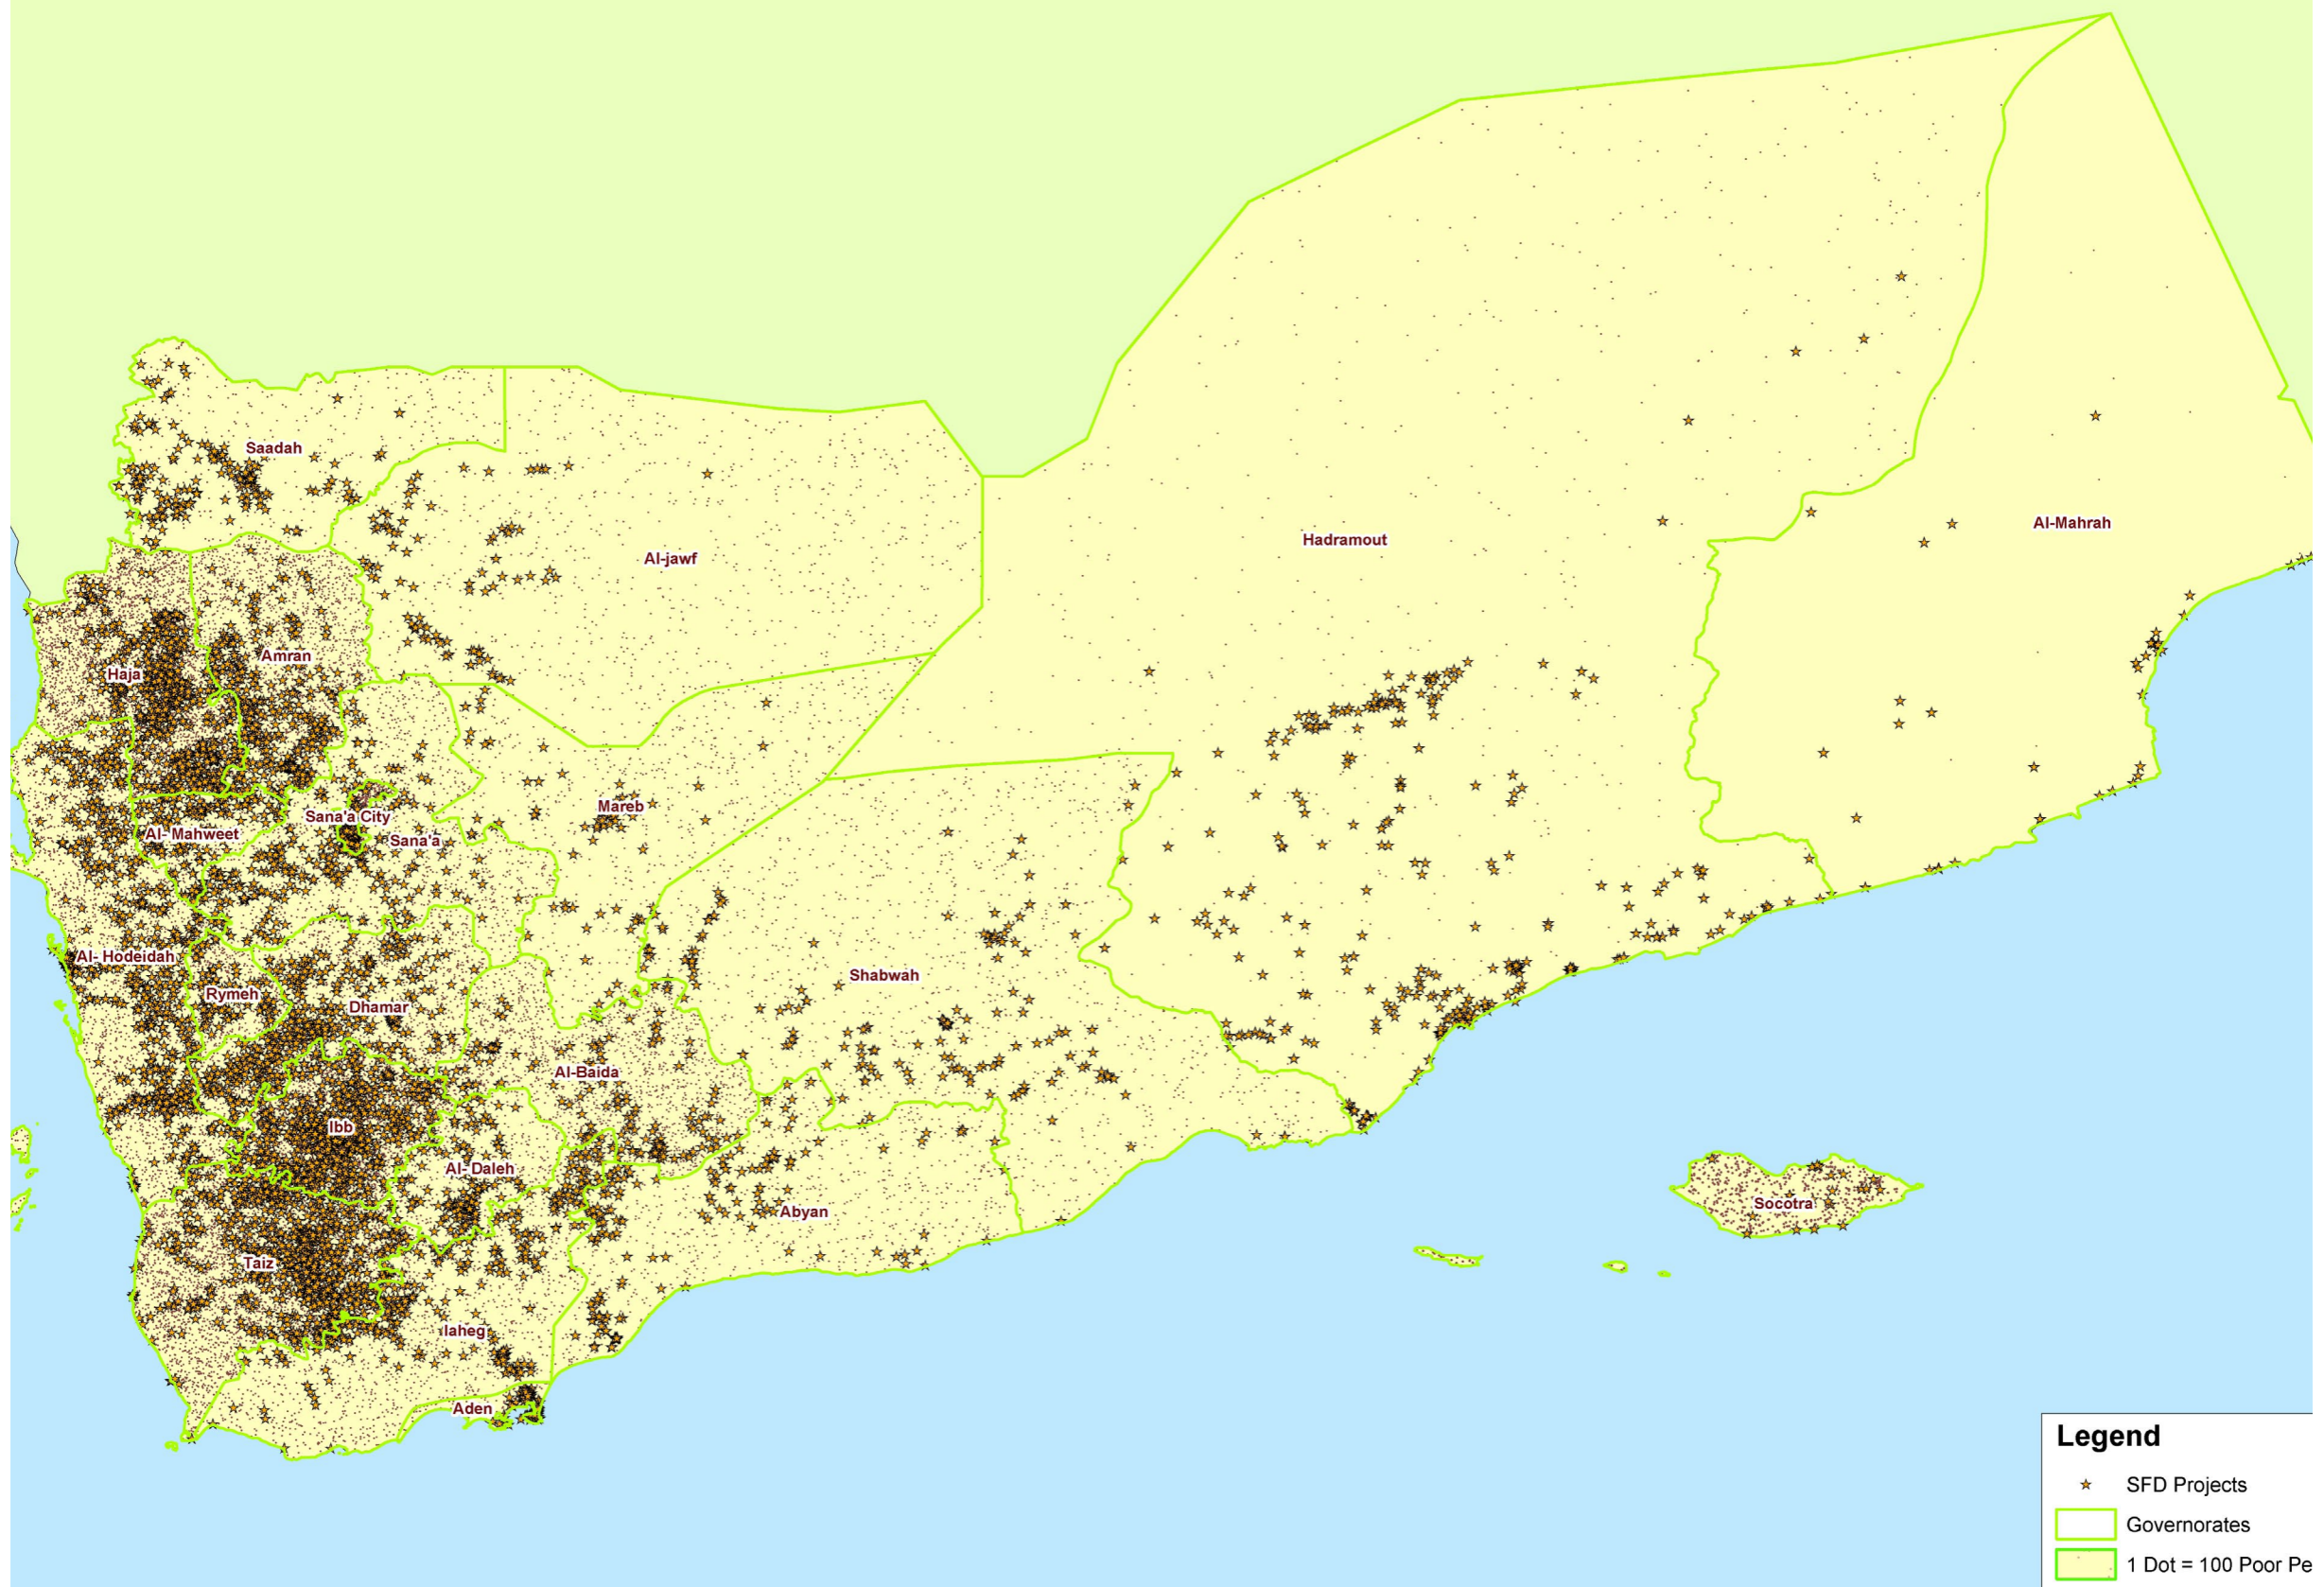 Saadah
Hadramout
Al-Mahrah
Al-jawf
Amran
Haja
Mareb
Sana'a City
Al- Mahweet
Sana'a
Al- Hodeidah
Shabwah
Rymeh
Dhamar
Al-Baida
Ibb
Al- Daleh
Socotra
Abyan
Taiz
laheg
Aden
Legend
SFD Projects
Governorates
1 Dot = 100 Poor Pe